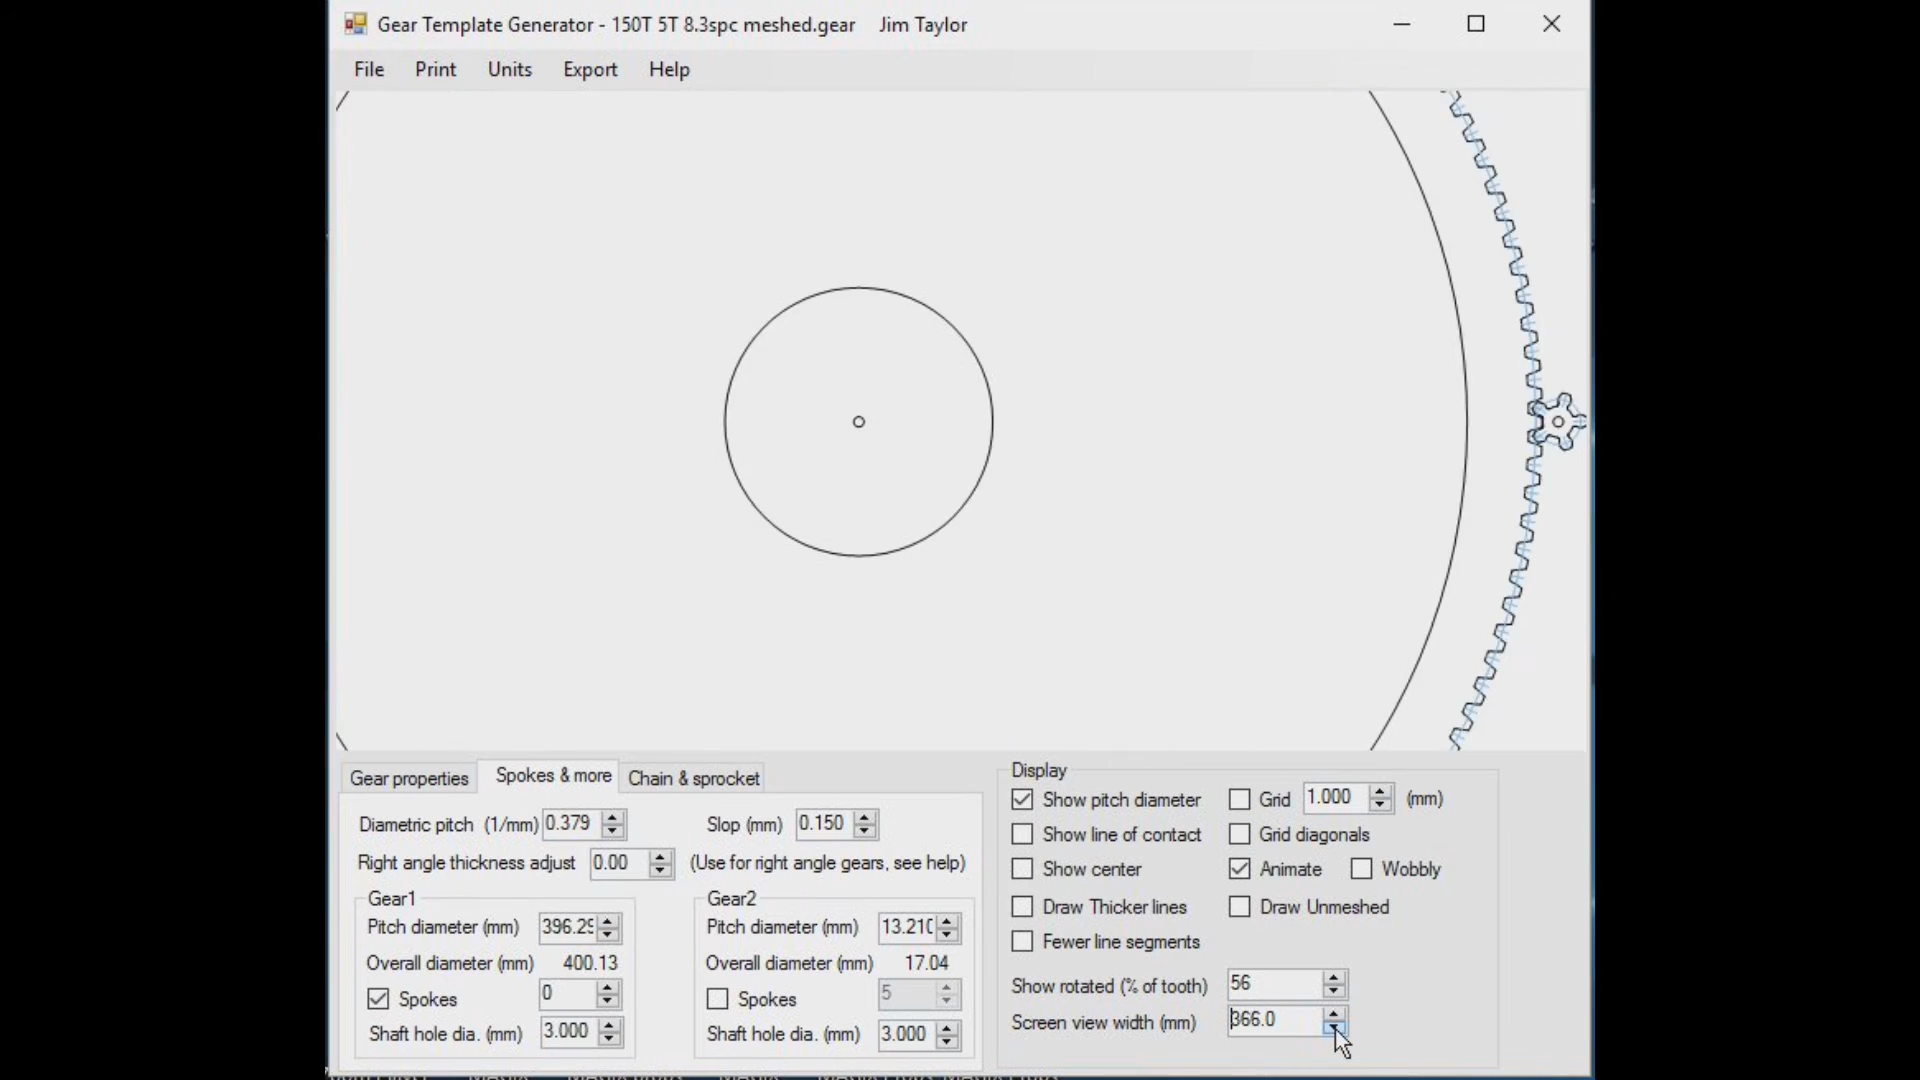 Gear Template Generator - 150T 5T 8.3spc meshed.gear Jim Taylor
File Print Units Export Help
Gear properties Spokes & more Chain & sprocket
Diametric pitch (1/mm) 0.379 Slop (mm) 0.150
Right angle thickness adjust 0.00 (Use for right angle gears, see help)
Gear1
Pitch diameter (mm) 396.29
Overall diameter (mm) 400.13
Spokes 0
Shaft hole dia. (mm) 3.000
Gear2
Pitch diameter (mm) 13.210
Overall diameter (mm) 17.04
Spokes 5
Shaft hole dia. (mm) 3.000
Display
Show pitch diameter Grid 1.000 (mm)
Show line of contact Grid diagonals
Show center Animate Wobbly
Draw Thicker lines Draw Unmeshed
Fewer line segments
Show rotated (% of tooth) 56
Screen view width (mm) 366.0